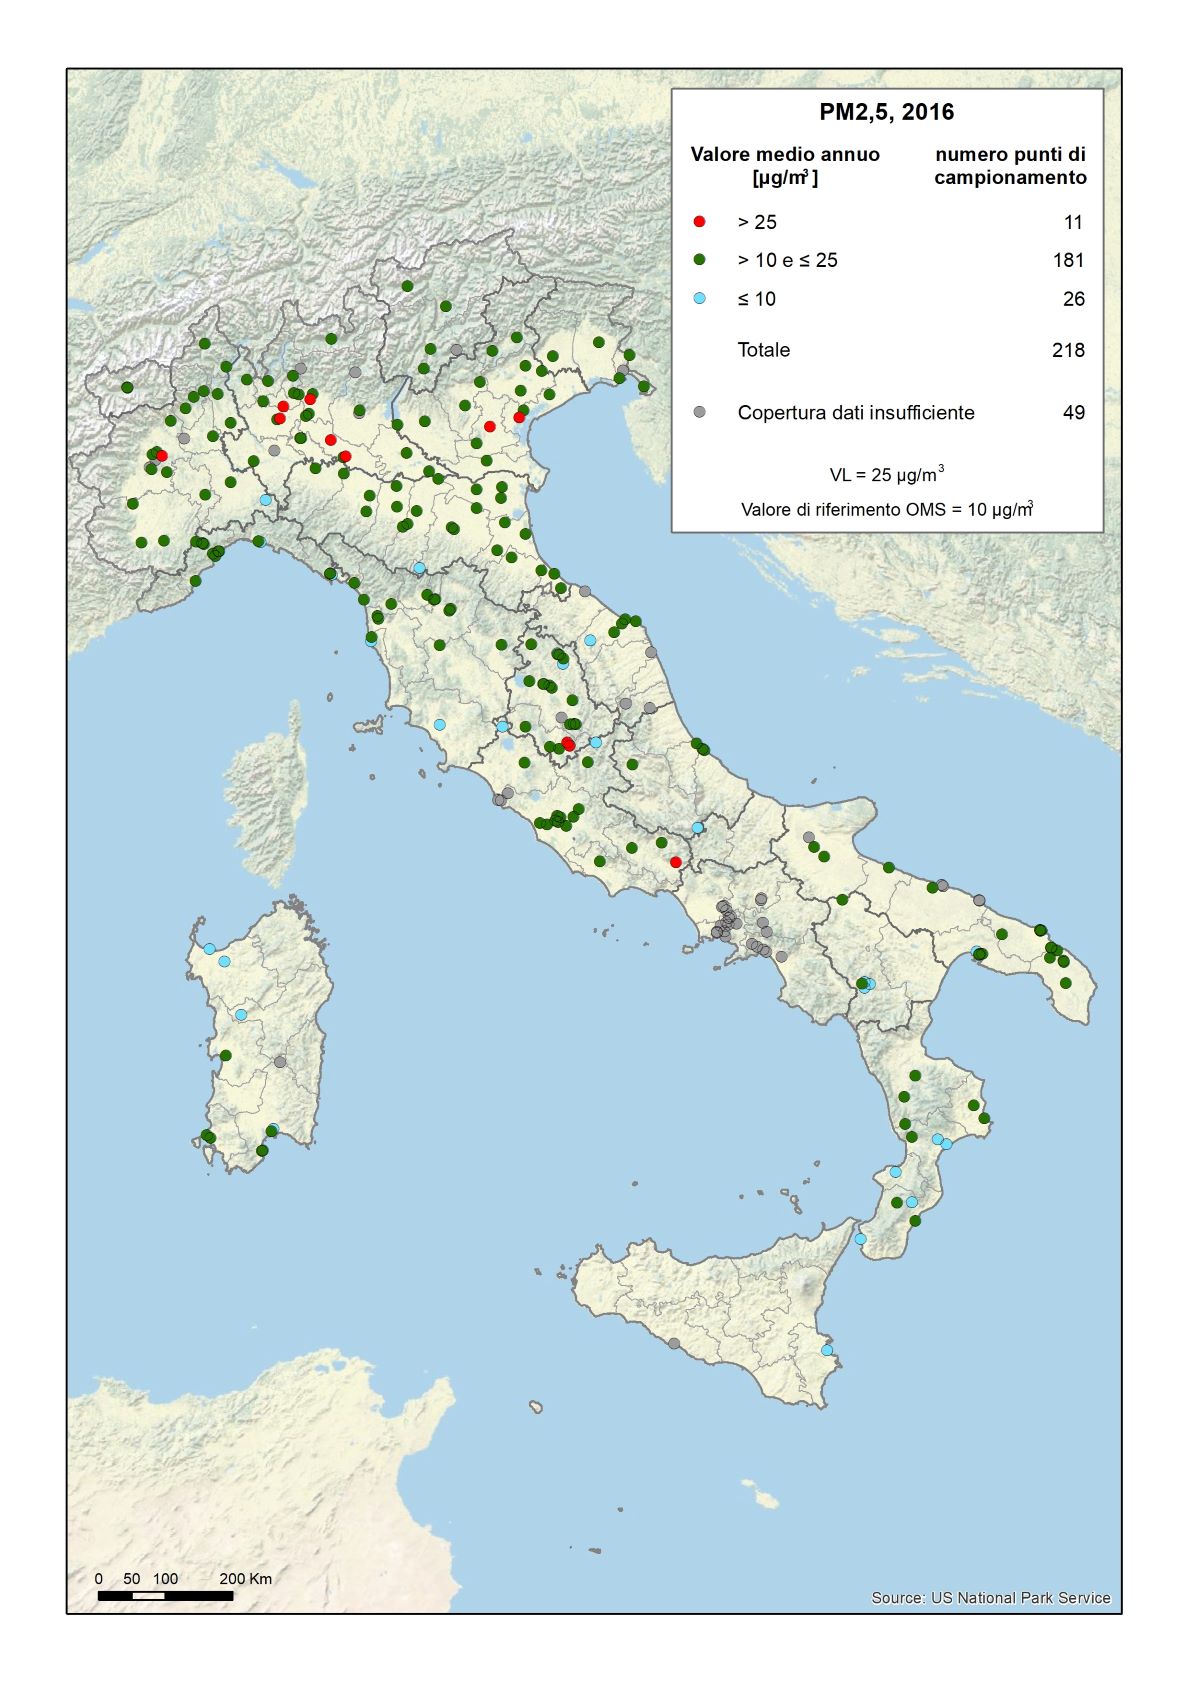 PM2,5, 2016
Valore medio annuo numero punti di
[µg/m³] campionamento
> 25 11
> 10 e ≤ 25 181
≤ 10 26
Totale 218
Copertura dati insufficiente 49
VL = 25 µg/m³
Valore di riferimento OMS = 10 µg/m³
0 50 100 200 Km
Source: US National Park Service